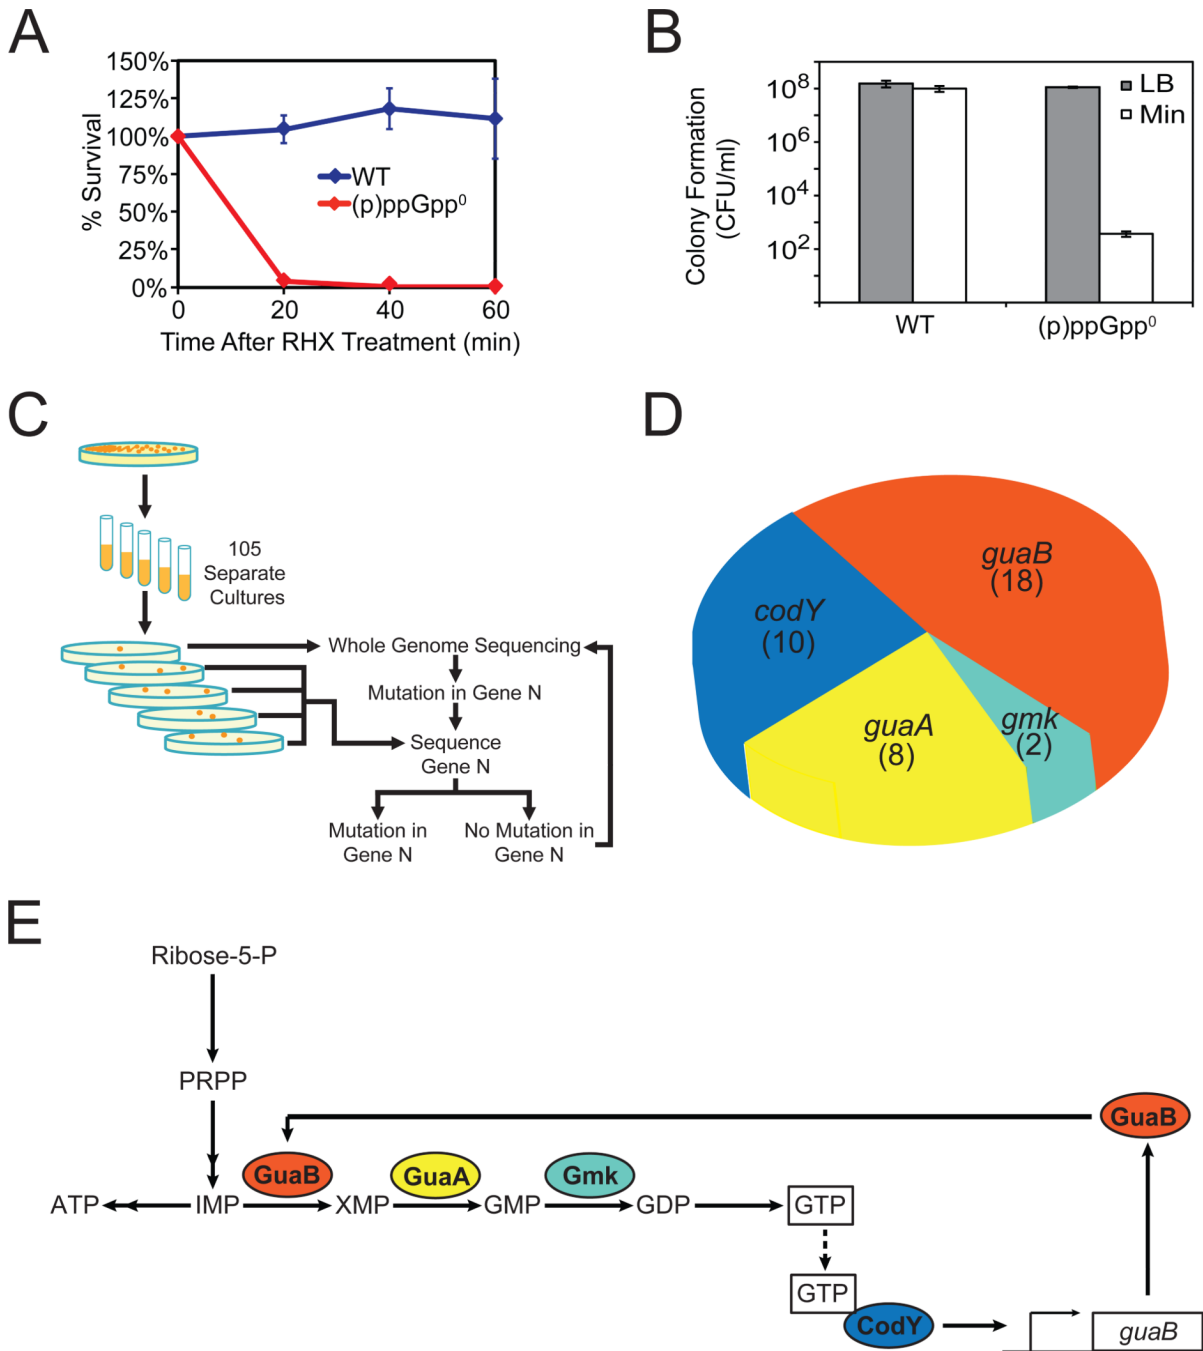 A
150%
125%
100%
75%
50%
25%
0%
% Survival
WT
(p)ppGpp⁰
0 20 40 60
Time After RHX Treatment (min)
B
10⁸
10⁶
10⁴
10²
Colony Formation
(CFU/ml)
LB
Min
WT (p)ppGpp⁰
C
105
Separate
Cultures
Whole Genome Sequencing
Mutation in Gene N
Sequence
Gene N
Mutation in
Gene N
No Mutation in
Gene N
D
guaB
(18)
codY
(10)
guaA
(8)
gmk
(2)
E
Ribose-5-P
PRPP
GuaB
GuaB GuaA Gmk
ATP IMP XMP GMP GDP GTP
GTP
CodY
guaB